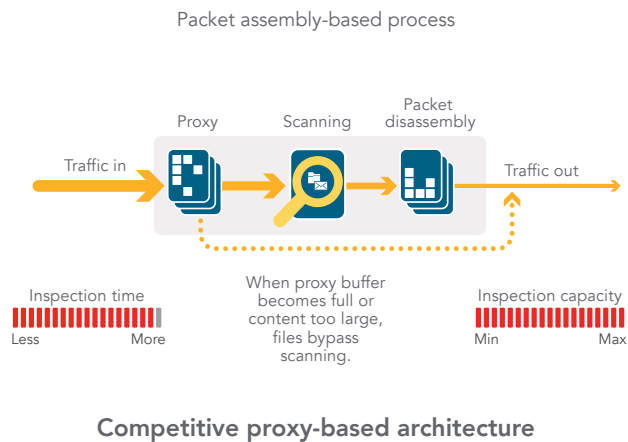 Packet assembly-based process
Proxy
Scanning
Packet
disassembly
Traffic in
Traffic out
When proxy buffer
becomes full or
content too large,
files bypass
scanning.
Inspection time
Less
More
Inspection capacity
Min
Max
Competitive proxy-based architecture